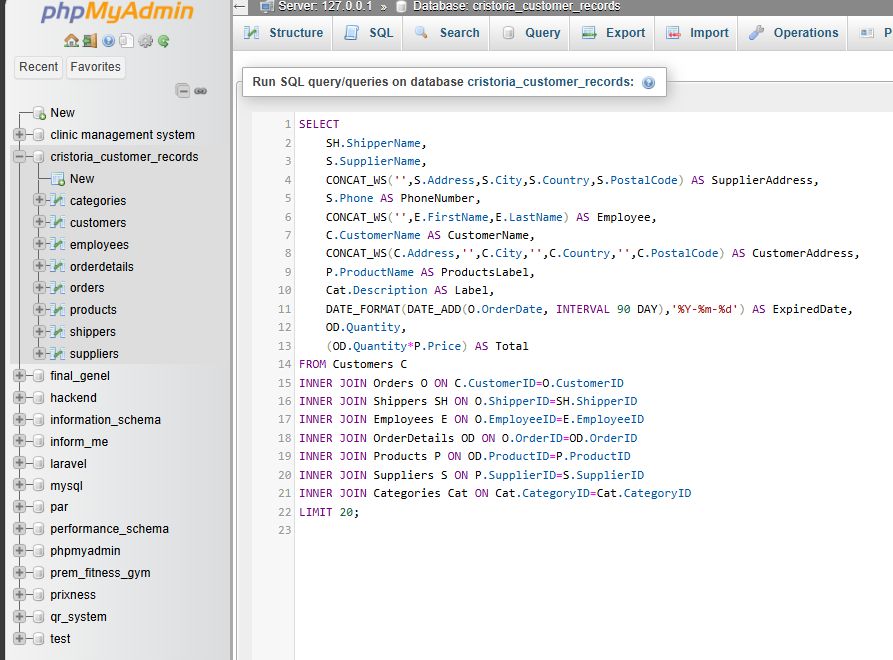 phpMyAdmin
Recent Favorites
New
clinic management system
cristoria_customer_records
New
categories
customers
employees
orderdetails
orders
products
shippers
suppliers
final_genel
hackend
information_schema
inform_me
laravel
mysql
par
performance_schema
phpmyadmin
prem_fitness_gym
prixness
qr_system
test
Server: 127.0.0.1 » Database: cristoria_customer_records
Structure SQL Search Query Export Import Operations P
Run SQL query/queries on database cristoria_customer_records:
1 SELECT
2 SH.ShipperName,
3 S.SupplierName,
4 CONCAT_WS('',S.Address,S.City,S.Country,S.PostalCode) AS SupplierAddress,
5 S.Phone AS PhoneNumber,
6 CONCAT_WS('',E.FirstName,E.LastName) AS Employee,
7 C.CustomerName AS CustomerName,
8 CONCAT_WS(C.Address,'',C.City,'',C.Country,'',C.PostalCode) AS CustomerAddress,
9 P.ProductName AS ProductsLabel,
10 Cat.Description AS Label,
11 DATE_FORMAT(DATE_ADD(O.OrderDate, INTERVAL 90 DAY),'%Y-%m-%d') AS ExpiredDate,
12 OD.Quantity,
13 (OD.Quantity*P.Price) AS Total
14 FROM Customers C
15 INNER JOIN Orders O ON C.CustomerID=O.CustomerID
16 INNER JOIN Shippers SH ON O.ShipperID=SH.ShipperID
17 INNER JOIN Employees E ON O.EmployeeID=E.EmployeeID
18 INNER JOIN OrderDetails OD ON O.OrderID=OD.OrderID
19 INNER JOIN Products P ON OD.ProductID=P.ProductID
20 INNER JOIN Suppliers S ON P.SupplierID=S.SupplierID
21 INNER JOIN Categories Cat ON Cat.CategoryID=Cat.CategoryID
22 LIMIT 20;
23